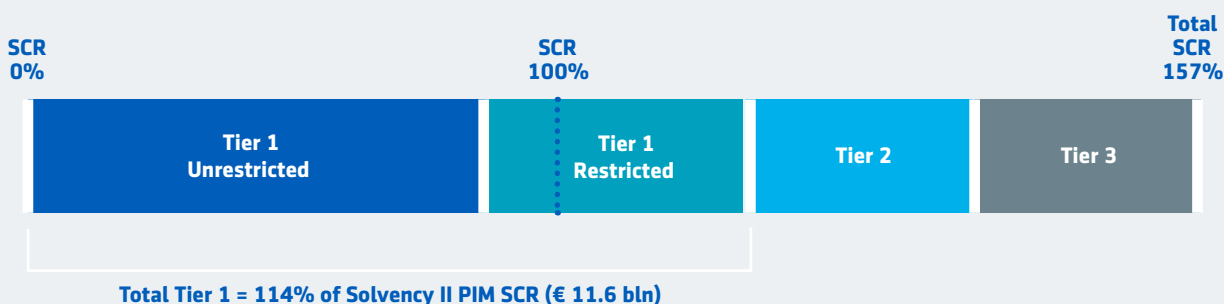 SCR
0%
SCR
100%
Total
SCR
157%
Tier 1
Unrestricted
Tier 1
Restricted
Tier 2
Tier 3
Total Tier 1 = 114% of Solvency II PIM SCR (€ 11.6 bln)